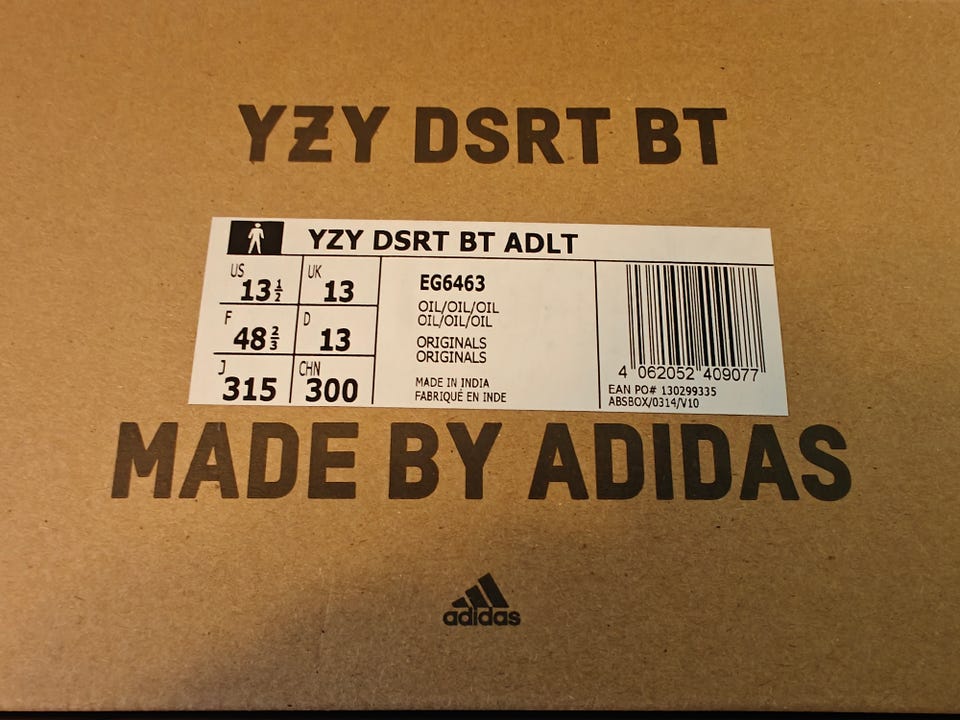 YZY DSRT BT
YZY DSRT BT ADLT
US 13½ UK 13
F 48⅔ D 13
J 315 CHN 300
EG6463
OIL/OIL/OIL
OIL/OIL/OIL
ORIGINALS
ORIGINALS
MADE IN INDIA
FABRIQUÉ EN INDE
4 062052 409077
EAN PO# 130299335
ABSBOX/0314/V10
MADE BY ADIDAS
adidas